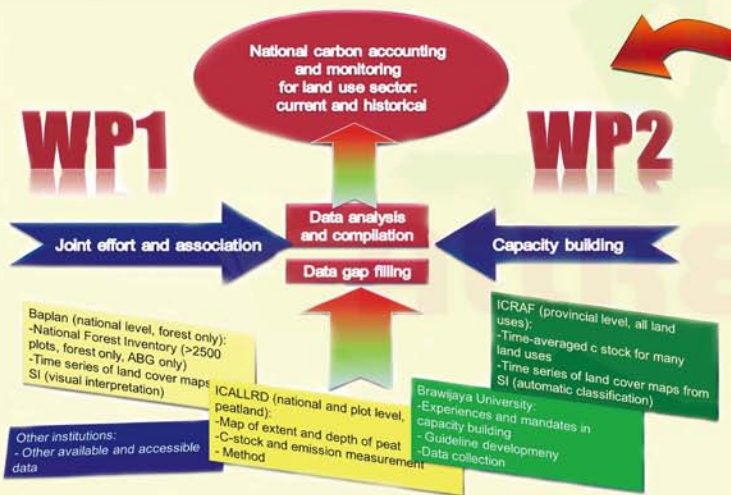 National carbon accounting
and monitoring
for land use sector:
current and historical
WP1
WP2
Joint effort and association
Data analysis
and compilation
Capacity building
Data gap filling
Baplan (national level, forest only):
-National Forest Inventory (>2500
plots, forest only, ABG only)
-Time series of land cover maps
SI (visual interpretation)
ICRAF (provincial level, all land
uses):
-Time-averaged c stock for many
land uses
-Time series of land cover maps from
SI (automatic classification)
ICALLRD (national and plot level,
peatland):
-Map of extent and depth of peat
-C-stock and emission measurement
- Method
Brawijaya University:
-Experiences and mandates in
capacity building
- Guideline developmeny
-Data collection
Other institutions:
- Other available and accessible
data